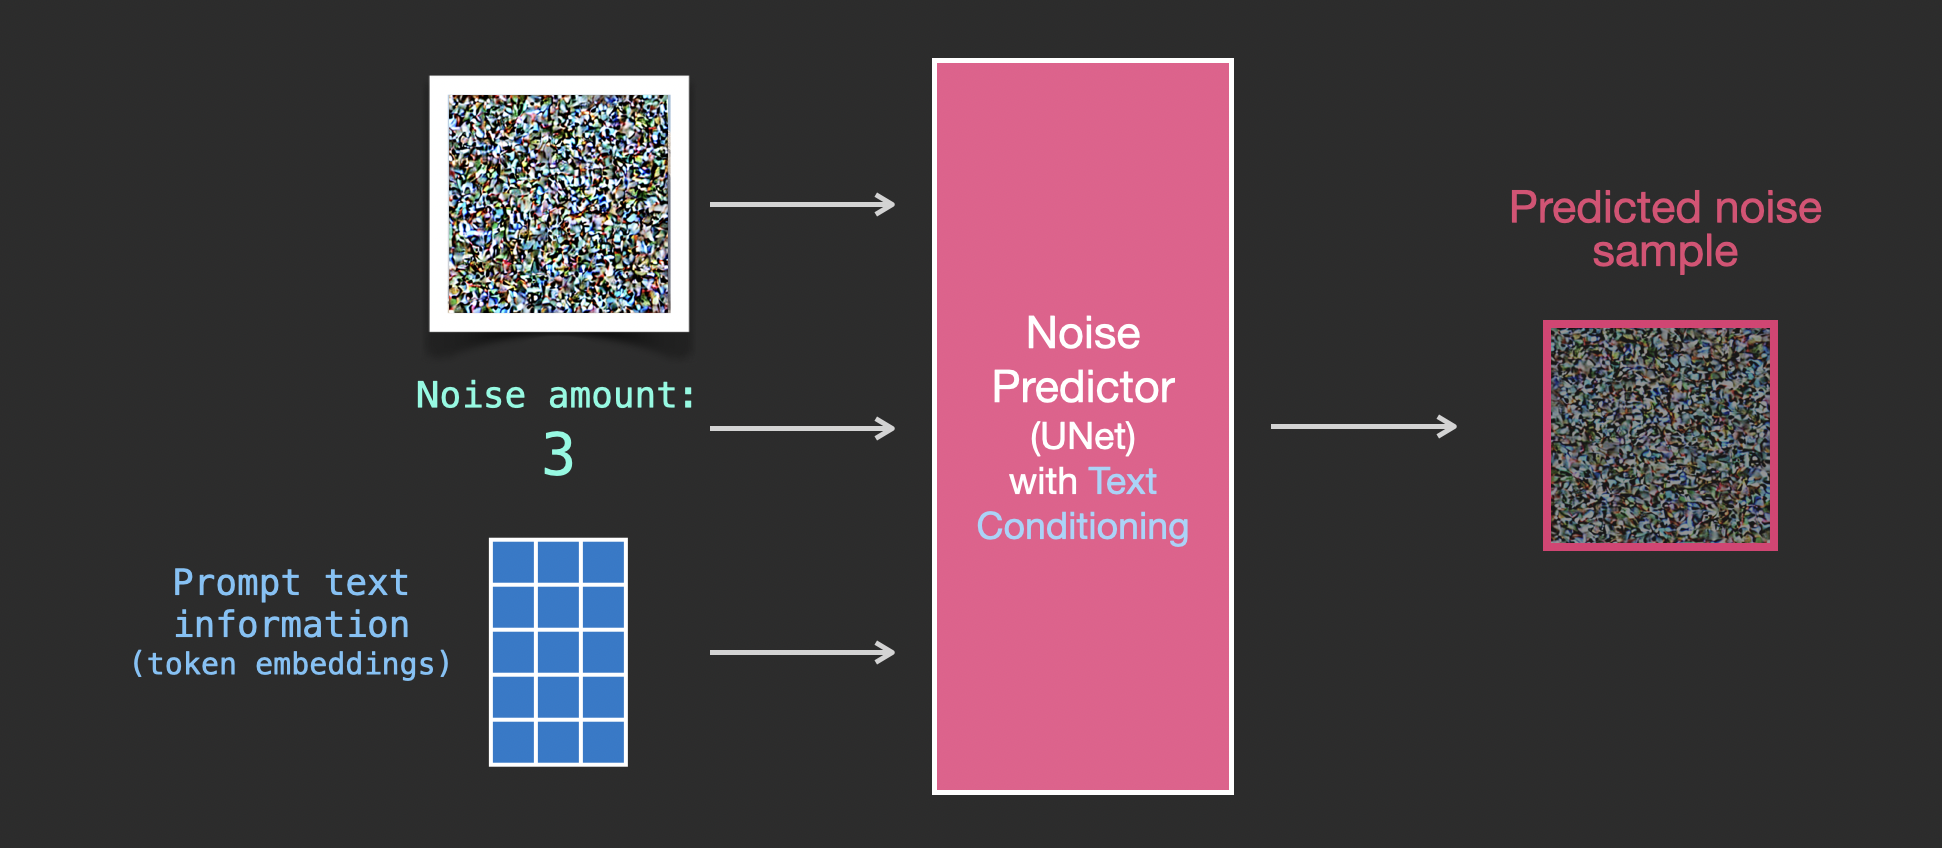 Noise amount:
3
Prompt text
information
(token embeddings)
Noise
Predictor
(UNet)
with Text
Conditioning
Predicted noise
sample